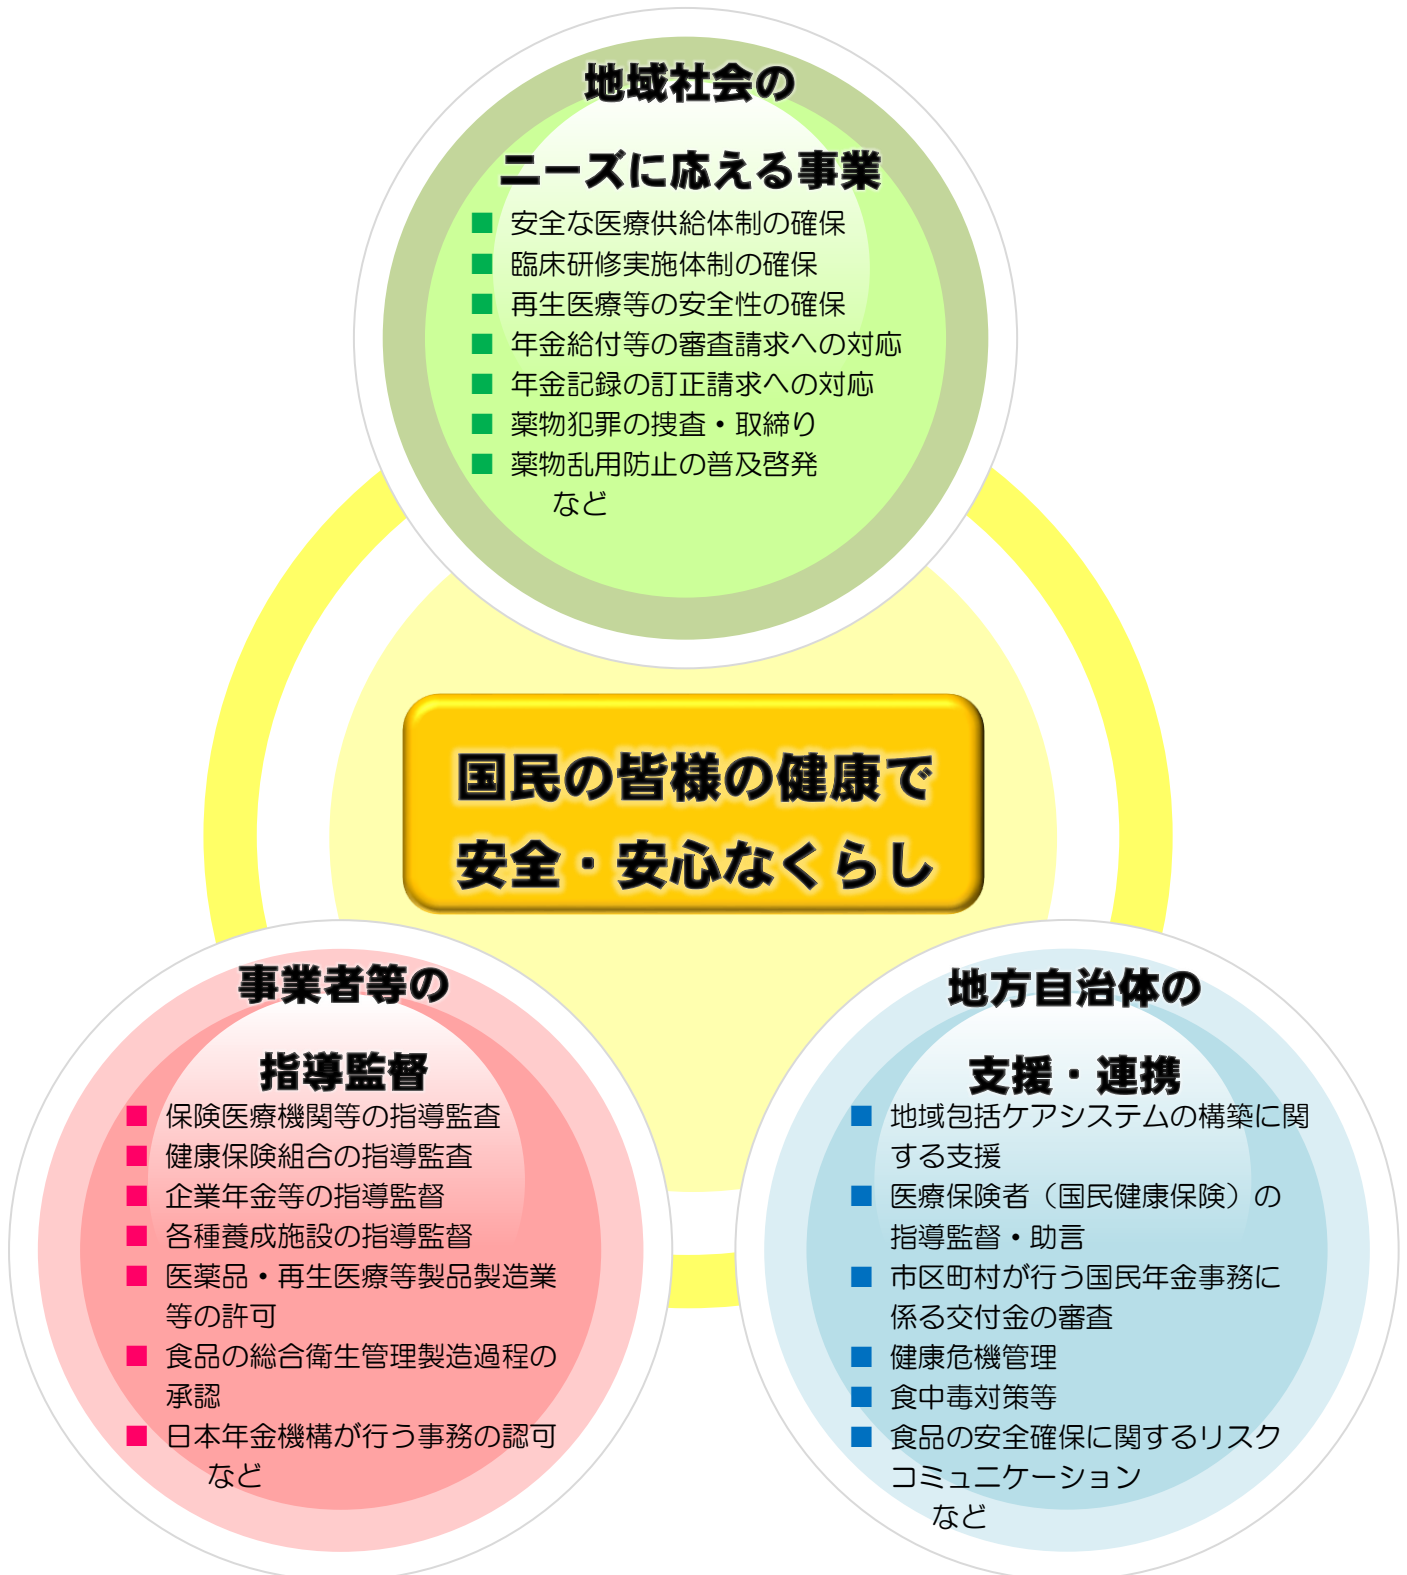 地域社会の
ニーズに応える事業
■ 安全な医療供給体制の確保
■ 臨床研修実施体制の確保
■ 再生医療等の安全性の確保
■ 年金給付等の審査請求への対応
■ 年金記録の訂正請求への対応
■ 薬物犯罪の捜査・取締り
■ 薬物乱用防止の普及啓発
など
国民の皆様の健康で
安全・安心なくらし
事業者等の
指導監督
■ 保険医療機関等の指導監査
■ 健康保険組合の指導監査
■ 企業年金等の指導監督
■ 各種養成施設の指導監督
■ 医薬品・再生医療等製品製造業
等の許可
■ 食品の総合衛生管理製造過程の
承認
■ 日本年金機構が行う事務の認可
など
地方自治体の
支援・連携
■ 地域包括ケアシステムの構築に関
する支援
■ 医療保険者（国民健康保険）の
指導監督・助言
■ 市区町村が行う国民年金事務に
係る交付金の審査
■ 健康危機管理
■ 食中毒対策等
■ 食品の安全確保に関するリスク
コミュニケーション
など